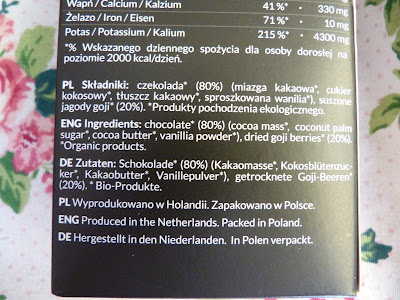 Wapń / Calcium / Kalzium 41 %* • 330 mg
Żelazo / Iron / Eisen 71 %* • 10 mg
Potas / Potassium / Kalium 215 %* • 4300 mg
*% Wskazanego dziennego spożycia dla osoby dorosłej na
poziomie 2000 kcal/dzień.
PL Składniki: czekolada* (80%) (miazga kakaowa*, cukier
kokosowy*, tłuszcz kakaowy*, sproszkowana wanilia*), suszone
jagody goji* (20%). *Produkty pochodzenia ekologicznego.
ENG Ingredients: chocolate* (80%) (cocoa mass*, coconut palm
sugar*, cocoa butter*, vanillia powder*), dried goji berries* (20%).
*Organic products.
DE Zutaten: Schokolade* (80%) (Kakaomasse*, Kokosblütenzuc-
ker*, Kakaobutter*, Vanillepulver*), getrocknete Goji-Beeren*
(20%). * Bio-Produkte.
PL Wyprodukowano w Holandii. Zapakowano w Polsce.
ENG Produced in the Netherlands. Packed in Poland.
DE Hergestellt in den Niederlanden. In Polen verpackt.